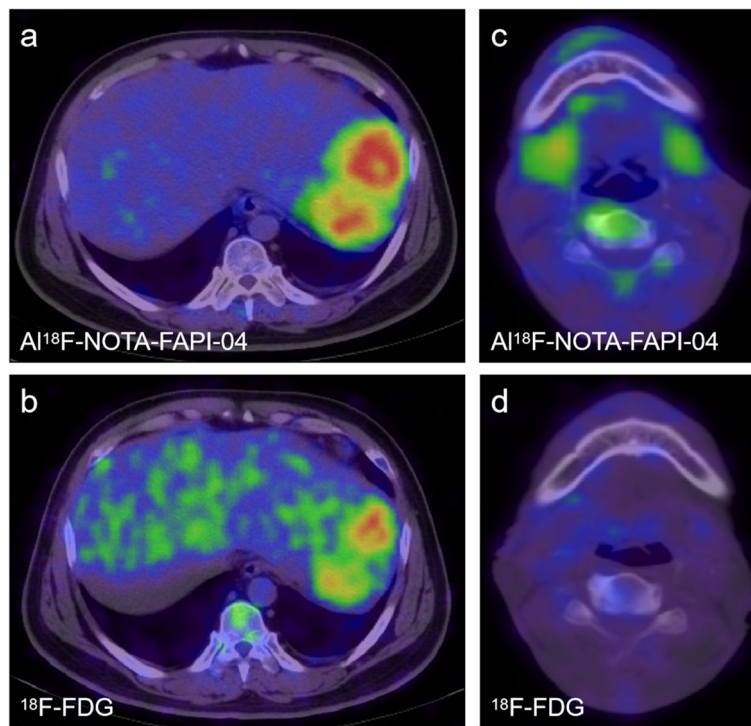 a
Al¹⁸F-NOTA-FAPI-04
c
Al¹⁸F-NOTA-FAPI-04
b
¹⁸F-FDG
d
¹⁸F-FDG